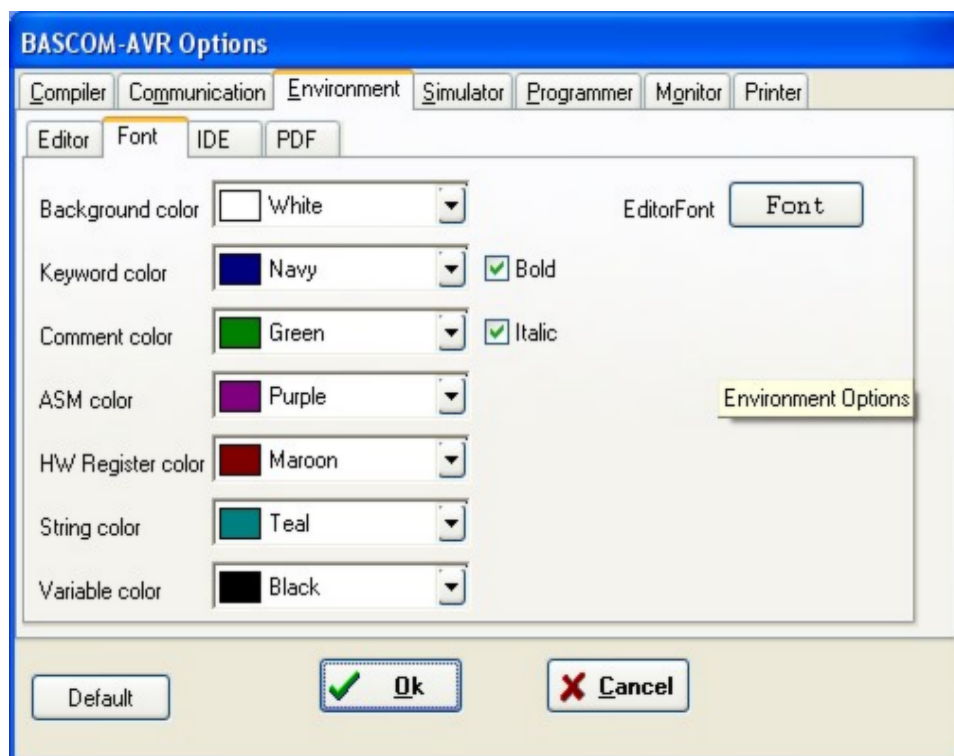 BASCOM-AVR Options
Compiler Communication Environment Simulator Programmer Monitor Printer
Editor Font IDE PDF
Background color White EditorFont Font
Keyword color Navy Bold
Comment color Green Italic
ASM color Purple Environment Options
HW Register color Maroon
String color Teal
Variable color Black
Default Ok Cancel